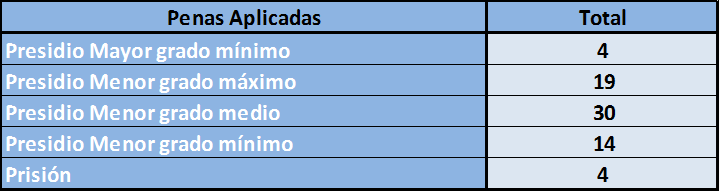 Penas Aplicadas Total
Presidio Mayor grado mínimo 4
Presidio Menor grado máximo 19
Presidio Menor grado medio 30
Presidio Menor grado mínimo 14
Prisión 4